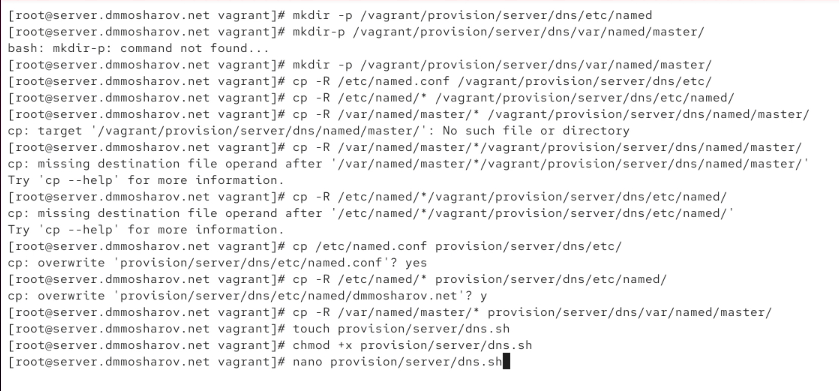 [root@server.dmmosharov.net vagrant]# mkdir -p /vagrant/provision/server/dns/etc/named
[root@server.dmmosharov.net vagrant]# mkdir-p /vagrant/provision/server/dns/var/named/master/
bash: mkdir-p: command not found...
[root@server.dmmosharov.net vagrant]# mkdir -p /vagrant/provision/server/dns/var/named/master/
[root@server.dmmosharov.net vagrant]# cp -R /etc/named.conf /vagrant/provision/server/dns/etc/
[root@server.dmmosharov.net vagrant]# cp -R /etc/named/* /vagrant/provision/server/dns/etc/named/
[root@server.dmmosharov.net vagrant]# cp -R /var/named/master/* /vagrant/provision/server/dns/named/master/
cp: target '/vagrant/provision/server/dns/named/master/': No such file or directory
[root@server.dmmosharov.net vagrant]# cp -R /var/named/master/*/vagrant/provision/server/dns/named/master/
cp: missing destination file operand after '/var/named/master/*/vagrant/provision/server/dns/named/master/'
Try 'cp --help' for more information.
[root@server.dmmosharov.net vagrant]# cp -R /etc/named/*/vagrant/provision/server/dns/etc/named/
cp: missing destination file operand after '/etc/named/*/vagrant/provision/server/dns/etc/named/'
Try 'cp --help' for more information.
[root@server.dmmosharov.net vagrant]# cp /etc/named.conf provision/server/dns/etc/
cp: overwrite 'provision/server/dns/etc/named.conf'? yes
[root@server.dmmosharov.net vagrant]# cp -R /etc/named/* provision/server/dns/etc/named/
cp: overwrite 'provision/server/dns/etc/named/dmmosharov.net'? y
[root@server.dmmosharov.net vagrant]# cp -R /var/named/master/* provision/server/dns/var/named/master/
[root@server.dmmosharov.net vagrant]# touch provision/server/dns.sh
[root@server.dmmosharov.net vagrant]# chmod +x provision/server/dns.sh
[root@server.dmmosharov.net vagrant]# nano provision/server/dns.sh